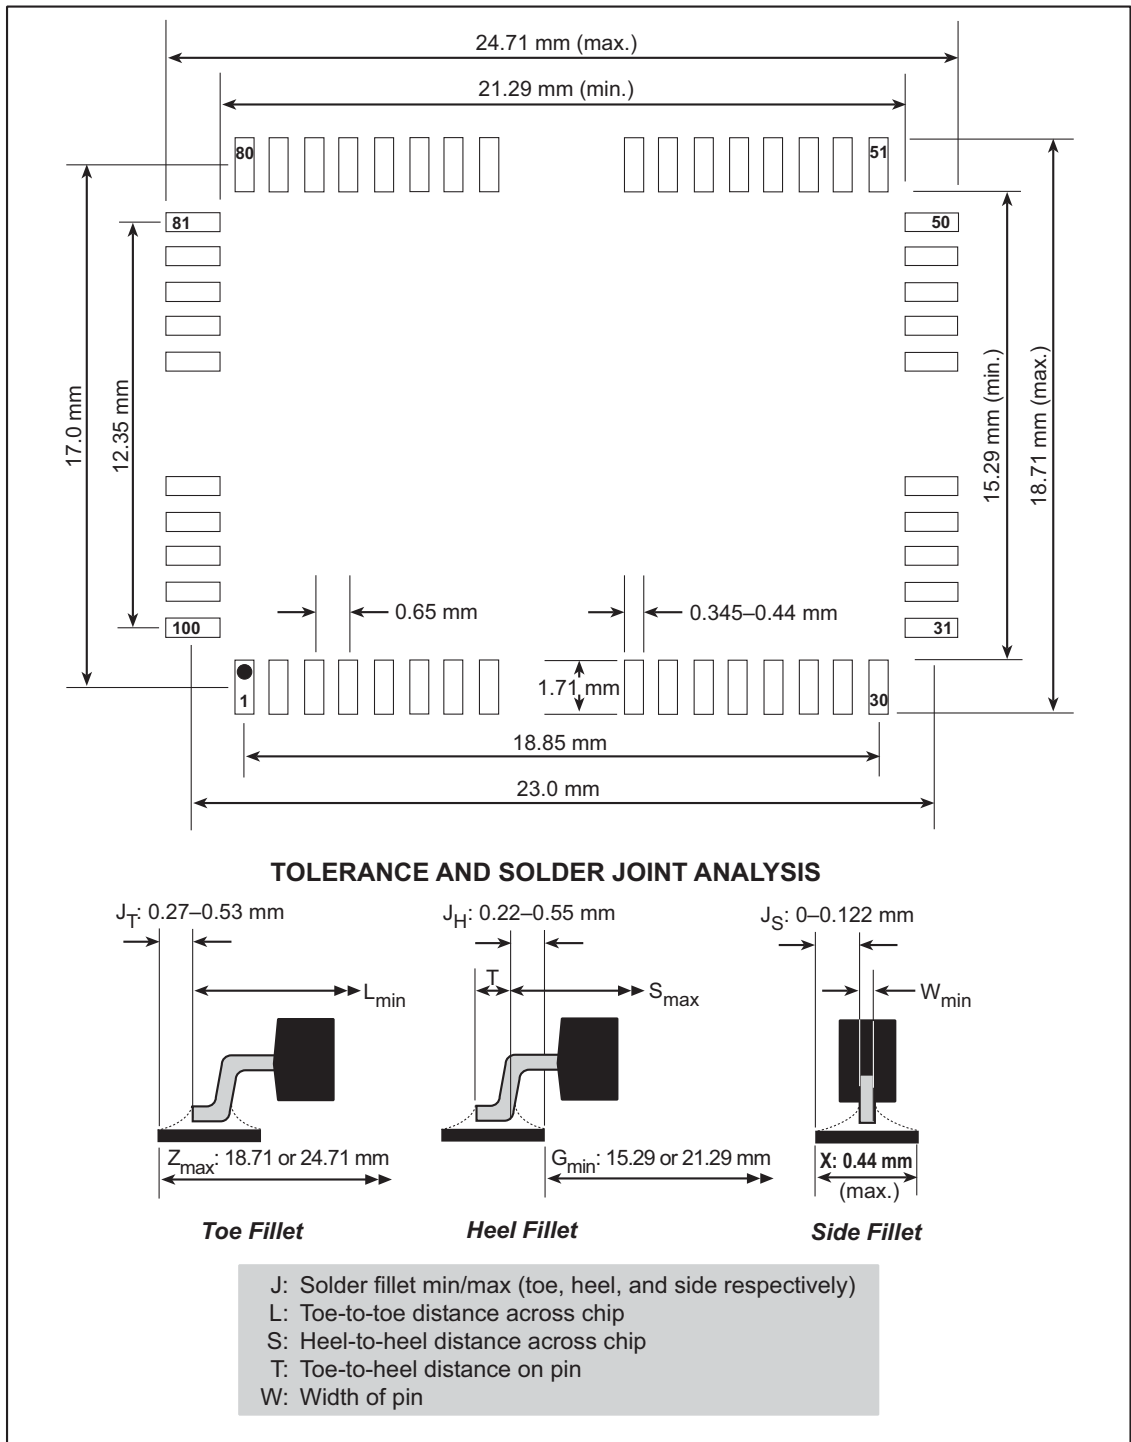 24.71 mm (max.)
21.29 mm (min.)
80
51
81
50
17.0 mm
12.35 mm
15.29 mm (min.)
18.71 mm (max.)
0.65 mm
0.345–0.44 mm
100
31
1
1.71 mm
30
18.85 mm
23.0 mm
TOLERANCE AND SOLDER JOINT ANALYSIS
JT: 0.27–0.53 mm
JH: 0.22–0.55 mm
JS: 0–0.122 mm
Lmin
T
Smax
Wmin
Zmax: 18.71 or 24.71 mm
Gmin: 15.29 or 21.29 mm
X: 0.44 mm
(max.)
Toe Fillet
Heel Fillet
Side Fillet
J: Solder fillet min/max (toe, heel, and side respectively)
L: Toe-to-toe distance across chip
S: Heel-to-heel distance across chip
T: Toe-to-heel distance on pin
W: Width of pin